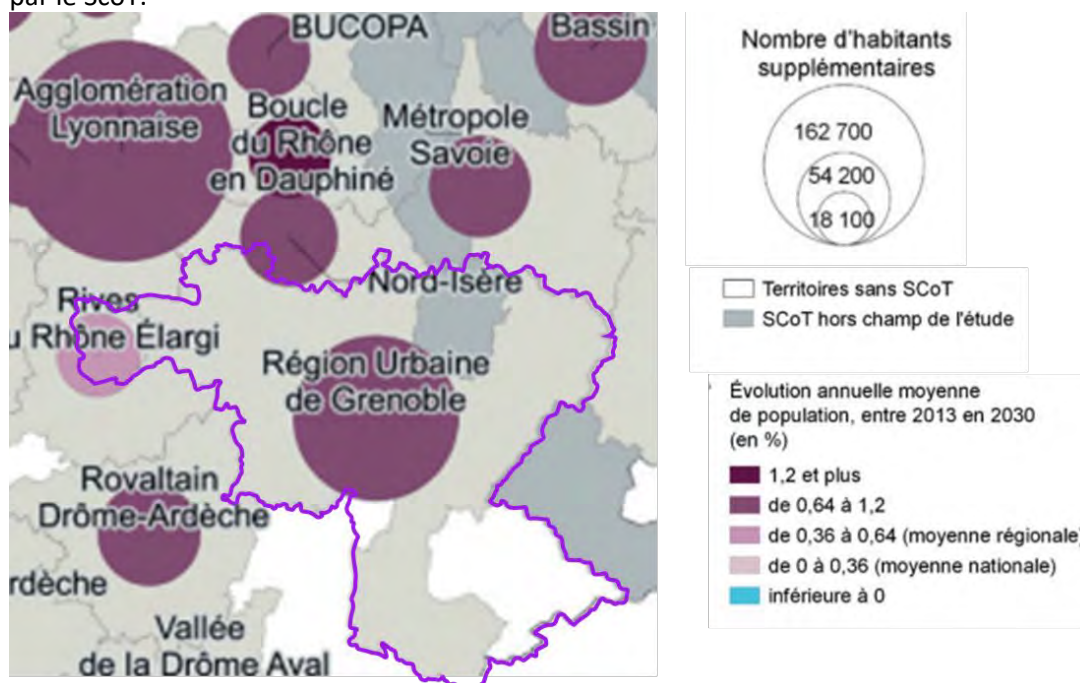 par le ScoT.
BUCOPA
Bassin
Agglomération
Lyonnaise
Boucle
du Rhône
en Dauphiné
Métropole
Savoie
Nord-Isère
Rives
u Rhône Élargi
Région Urbaine
de Grenoble
Rovaltain
Drôme-Ardèche
rdèche
Vallée
de la Drôme Aval
Nombre d'habitants
supplémentaires
162 700
54 200
18 100
Territoires sans SCoT
SCoT hors champ de l'étude
Évolution annuelle moyenne
de population, entre 2013 en 2030
(en %)
1,2 et plus
de 0,64 à 1,2
de 0,36 à 0,64 (moyenne régionale)
de 0 à 0,36 (moyenne nationale)
inférieure à 0